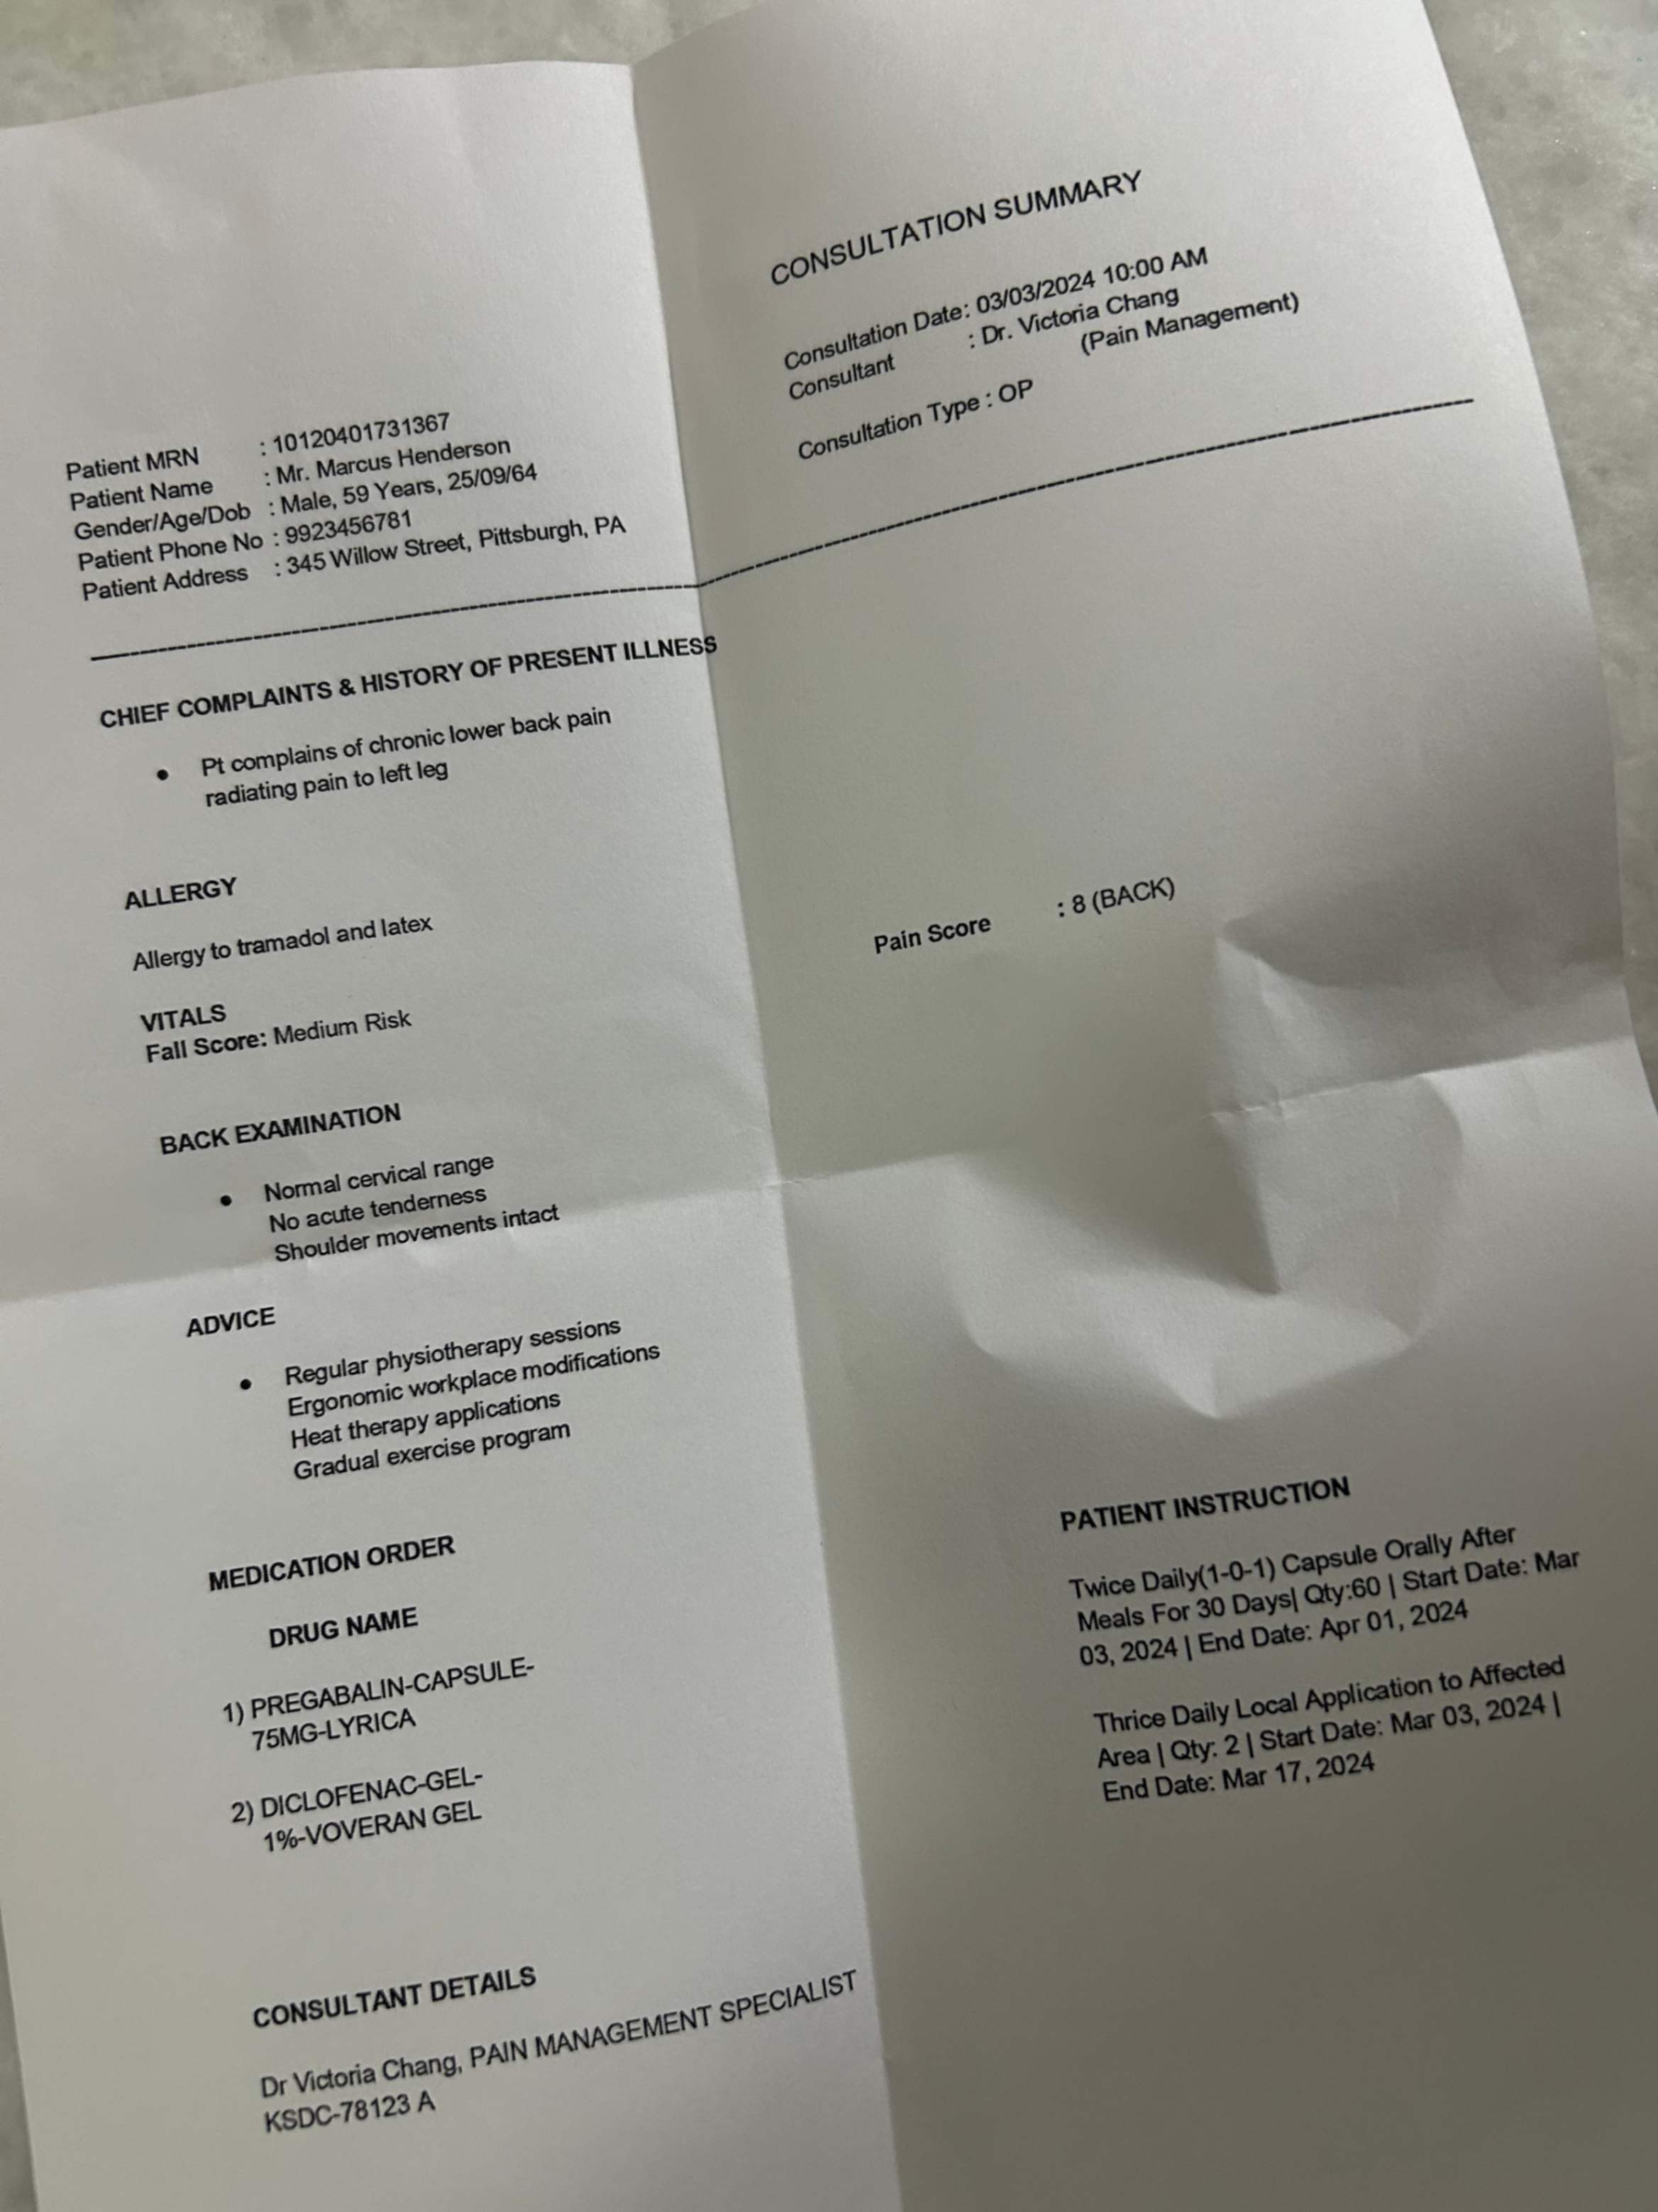 CONSULTATION SUMMARY
Consultation Date: 03/03/2024 10:00 AM
Consultant : Dr. Victoria Chang
(Pain Management)
Consultation Type : OP
Patient MRN : 10120401731367
Patient Name : Mr. Marcus Henderson
Gender/Age/Dob : Male, 59 Years, 25/09/64
Patient Phone No : 9923456781
Patient Address : 345 Willow Street, Pittsburgh, PA
CHIEF COMPLAINTS & HISTORY OF PRESENT ILLNESS
• Pt complains of chronic lower back pain
radiating pain to left leg
ALLERGY
Allergy to tramadol and latex
VITALS
Fall Score: Medium Risk
Pain Score : 8 (BACK)
BACK EXAMINATION
• Normal cervical range
No acute tenderness
Shoulder movements intact
ADVICE
• Regular physiotherapy sessions
Ergonomic workplace modifications
Heat therapy applications
Gradual exercise program
MEDICATION ORDER
DRUG NAME
1) PREGABALIN-CAPSULE-
75MG-LYRICA
2) DICLOFENAC-GEL-
1%-VOVERAN GEL
PATIENT INSTRUCTION
Twice Daily(1-0-1) Capsule Orally After
Meals For 30 Days| Qty:60 | Start Date: Mar
03, 2024 | End Date: Apr 01, 2024
Thrice Daily Local Application to Affected
Area | Qty: 2 | Start Date: Mar 03, 2024 |
End Date: Mar 17, 2024
CONSULTANT DETAILS
Dr Victoria Chang, PAIN MANAGEMENT SPECIALIST
KSDC-78123 A